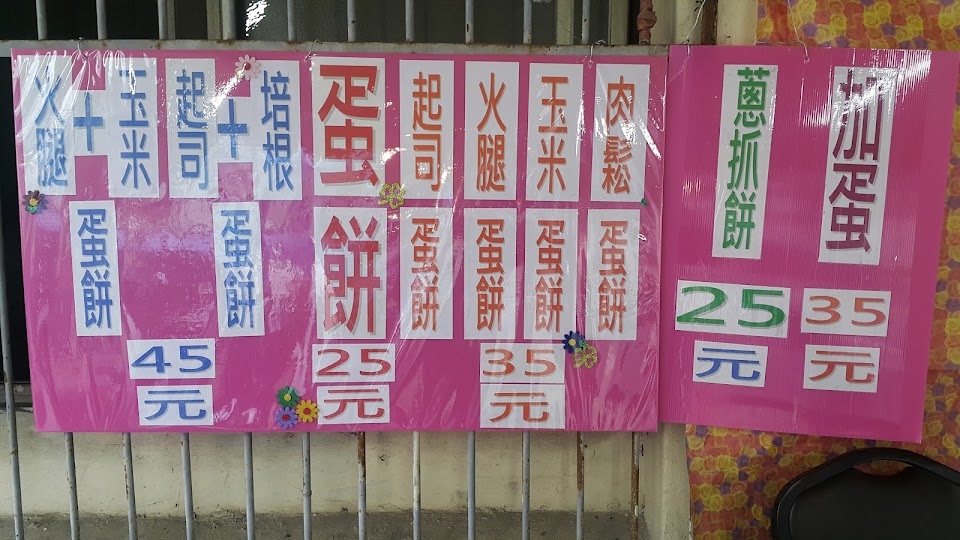 火腿
+
玉米
蛋餅
起司
+
培根
蛋餅
45
元
蛋餅
25
元
起司
蛋餅
火腿
蛋餅
玉米
蛋餅
肉鬆
蛋餅
35
元
蔥抓餅
25
元
加蛋
35
元